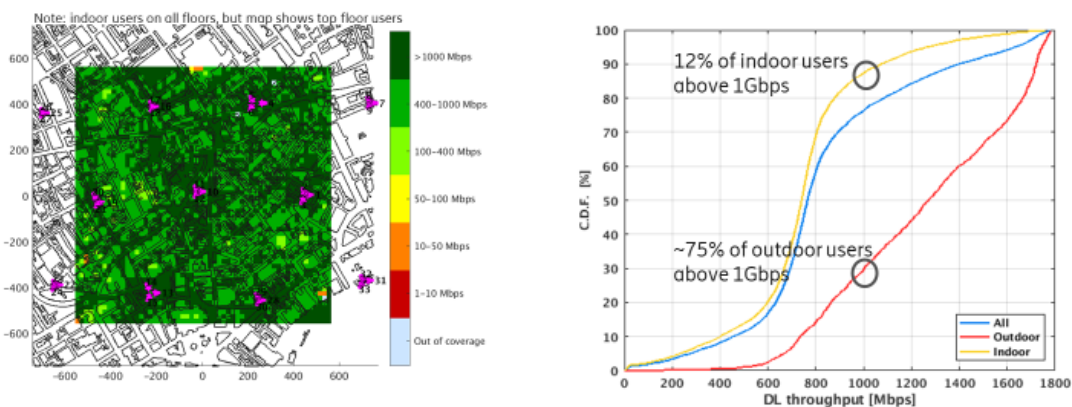 Note: indoor users on all floors, but map shows top floor users
600
400
200
0
-200
-400
-600
-600
-400
-200
0
200
400
600
25
7
31
33
>1000 Mbps
400-1000 Mbps
100-400 Mbps
50-100 Mbps
10-50 Mbps
1-10 Mbps
Out of coverage
100
90
80
70
60
50
40
30
20
10
0
C.D.F. [%]
12% of indoor users
above 1Gbps
~75% of outdoor users
above 1Gbps
All
Outdoor
Indoor
0
200
400
600
800
1000
1200
1400
1600
1800
DL throughput [Mbps]